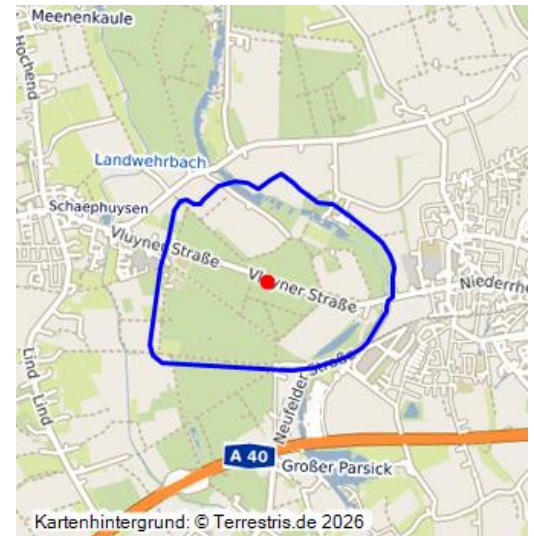 Meenenkaule
Hochend
Landwehrbach
Schaephuysen
Vluyner Straße
Vluyner Straße
Niederrhe
Lind
Lind
Neufelder Straße
A 40
Großer Parsick
Kartenhintergrund: © Terrestris.de 2026